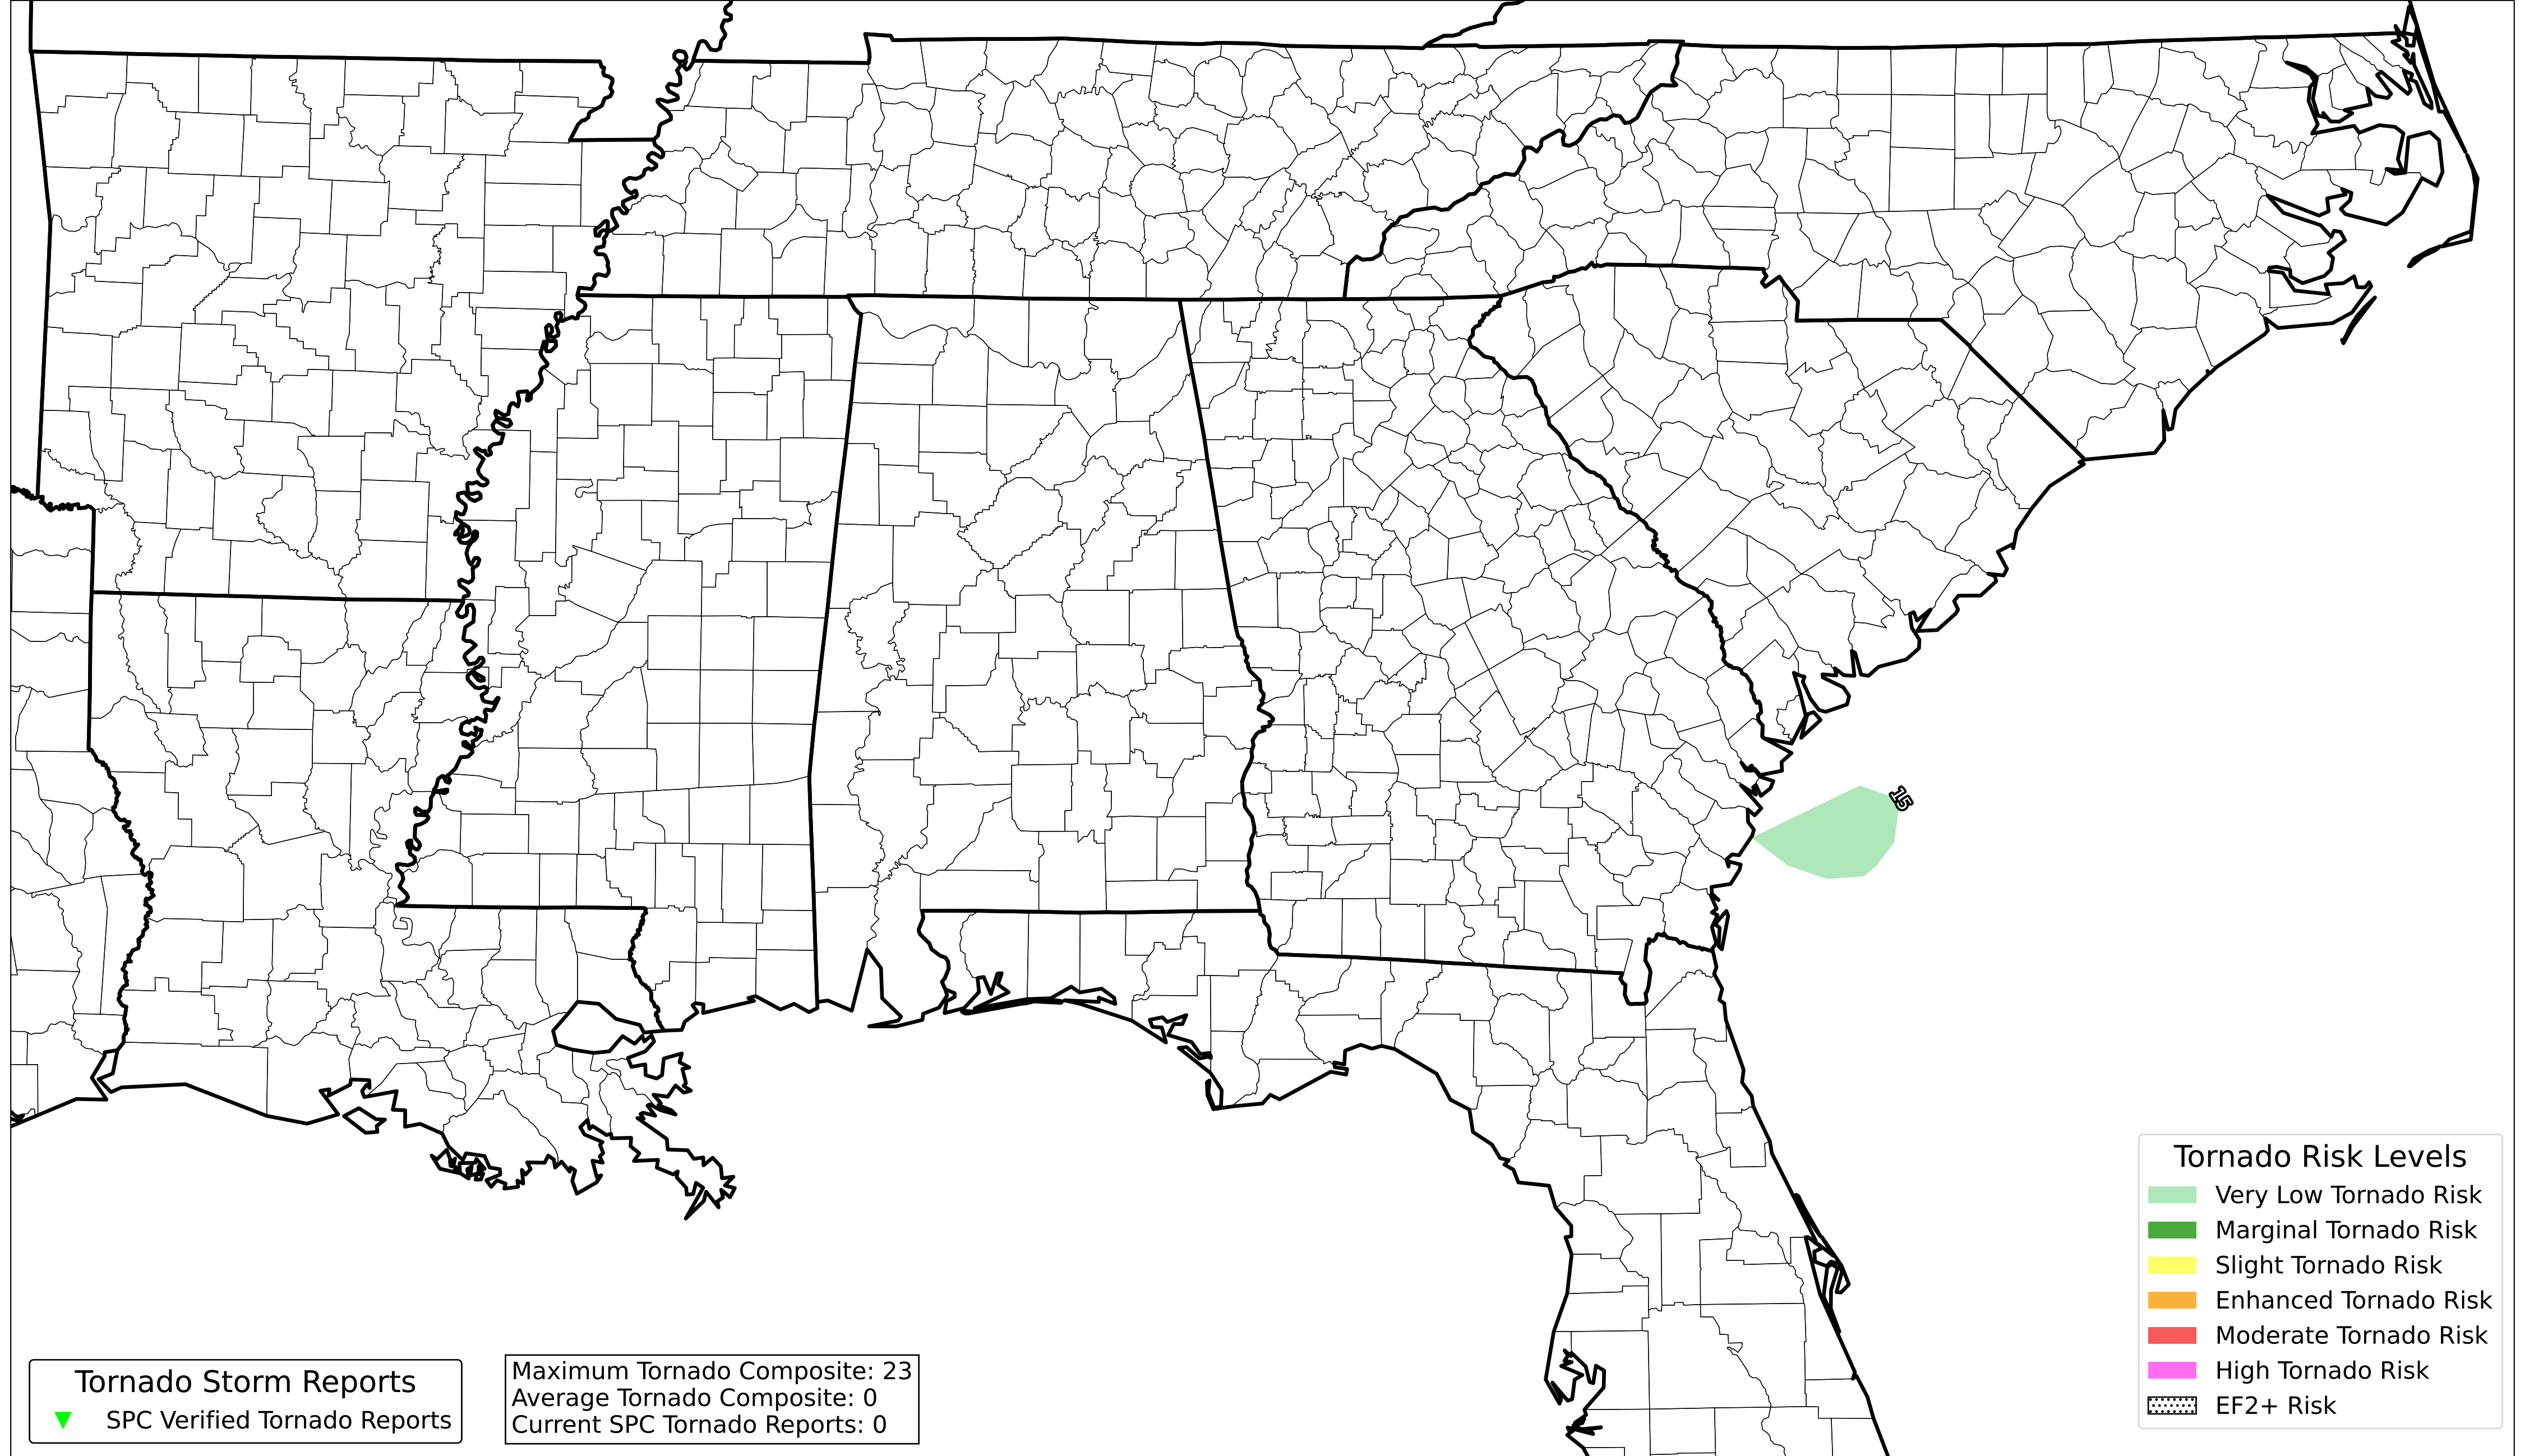 15
Tornado Risk Levels
Very Low Tornado Risk
Marginal Tornado Risk
Slight Tornado Risk
Enhanced Tornado Risk
Moderate Tornado Risk
High Tornado Risk
EF2+ Risk
Tornado Storm Reports
SPC Verified Tornado Reports
Maximum Tornado Composite: 23
Average Tornado Composite: 0
Current SPC Tornado Reports: 0